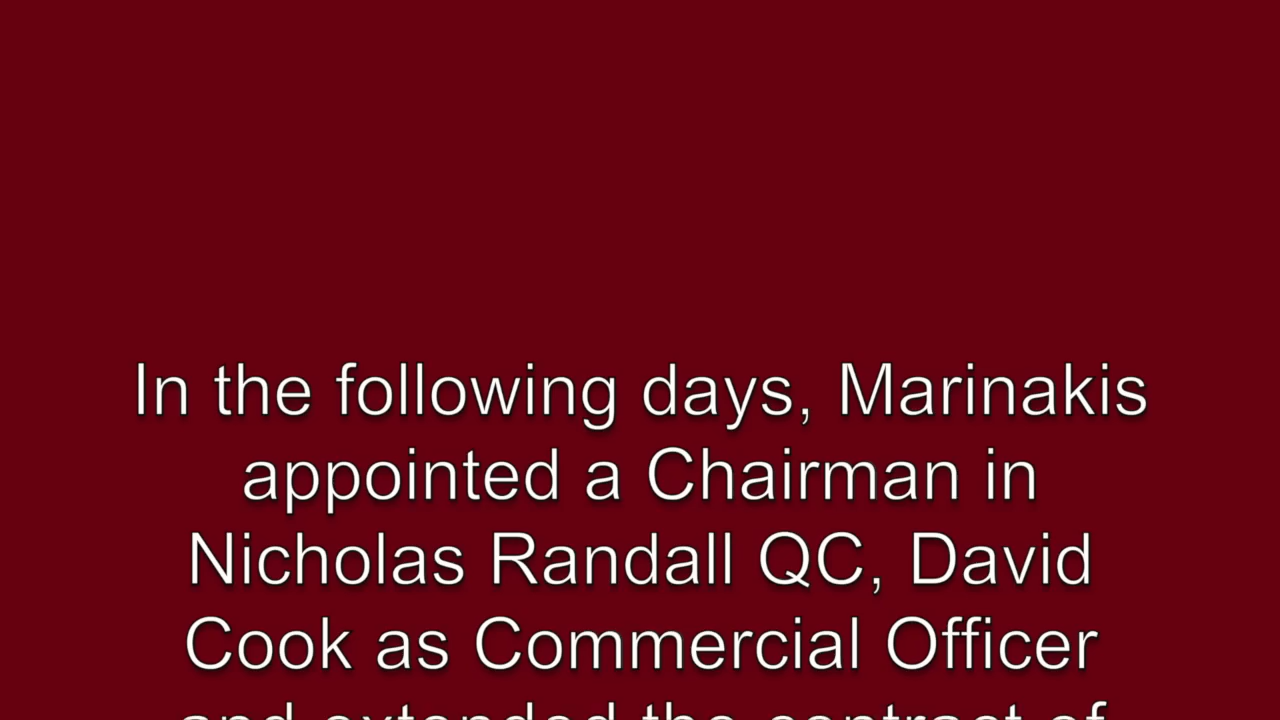 In the following days, Marinakis
appointed a Chairman in
Nicholas Randall QC, David
Cook as Commercial Officer
and extended the contract of